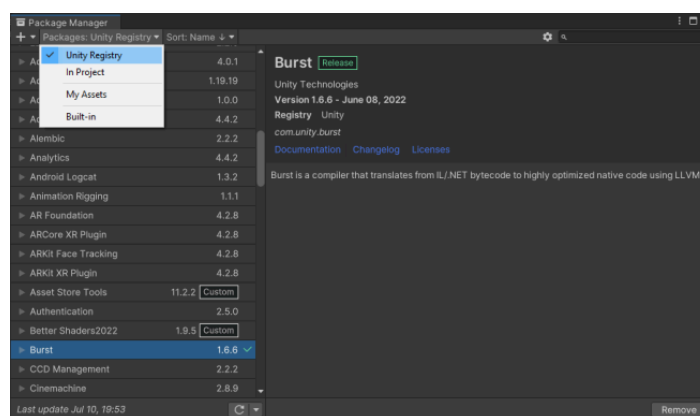 Package Manager
Packages: Unity Registry Sort: Name
Unity Registry
In Project
My Assets
Built-in
4.0.1
1.19.19
1.0.0
4.4.2
Alembic 2.2.2
Analytics 4.4.2
Android Logcat 1.3.2
Animation Rigging 1.1.1
AR Foundation 4.2.8
ARCore XR Plugin 4.2.8
ARKit Face Tracking 4.2.8
ARKit XR Plugin 4.2.8
Asset Store Tools 11.2.2 Custom
Authentication 2.5.0
Better Shaders2022 1.9.5 Custom
Burst 1.6.6
CCD Management 2.2.2
Cinemachine 2.8.9
Last update Jul 10, 19:53
Burst Release
Unity Technologies
Version 1.6.6 - June 08, 2022
Registry Unity
com.unity.burst
Documentation Changelog Licenses
Burst is a compiler that translates from IL/.NET bytecode to highly optimized native code using LLVM
Remove